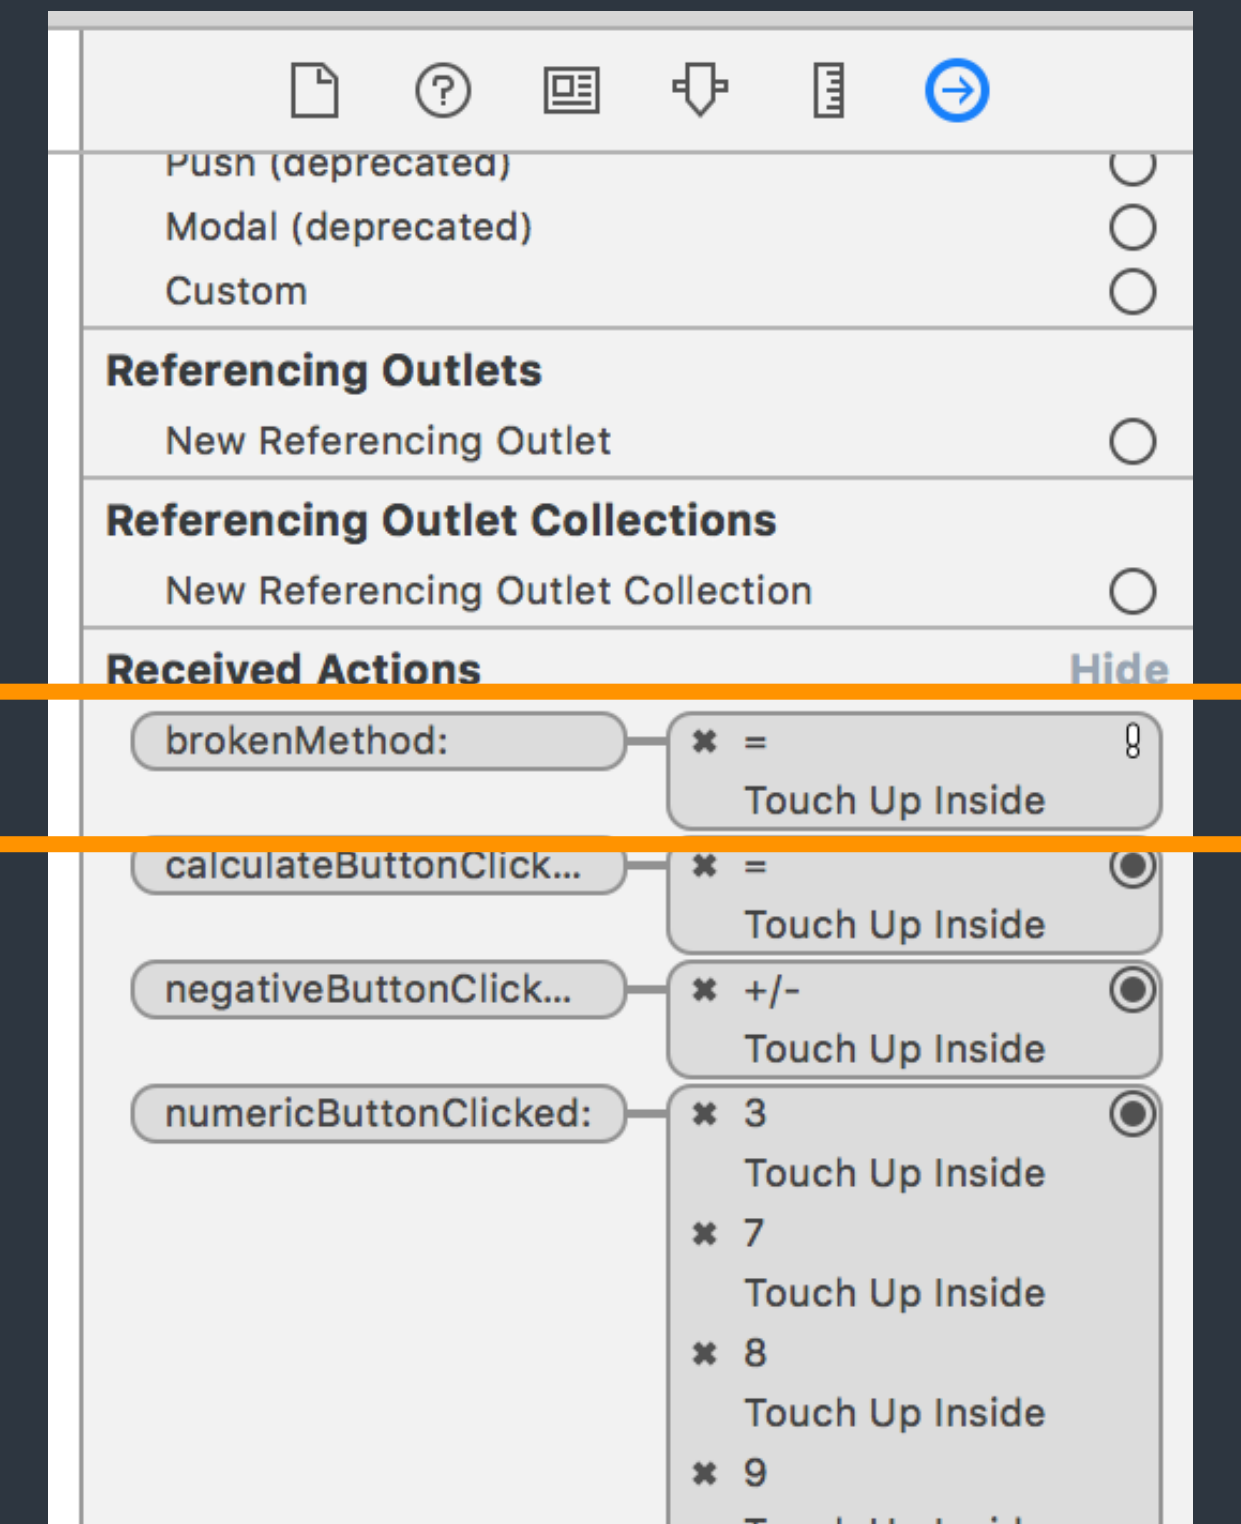 Push (deprecated)
Modal (deprecated)
Custom
Referencing Outlets
New Referencing Outlet
Referencing Outlet Collections
New Referencing Outlet Collection
Received Actions Hide
brokenMethod: ✖ =
Touch Up Inside
calculateButtonClick... ✖ =
Touch Up Inside
negativeButtonClick... ✖ +/-
Touch Up Inside
numericButtonClicked: ✖ 3
Touch Up Inside
✖ 7
Touch Up Inside
✖ 8
Touch Up Inside
✖ 9